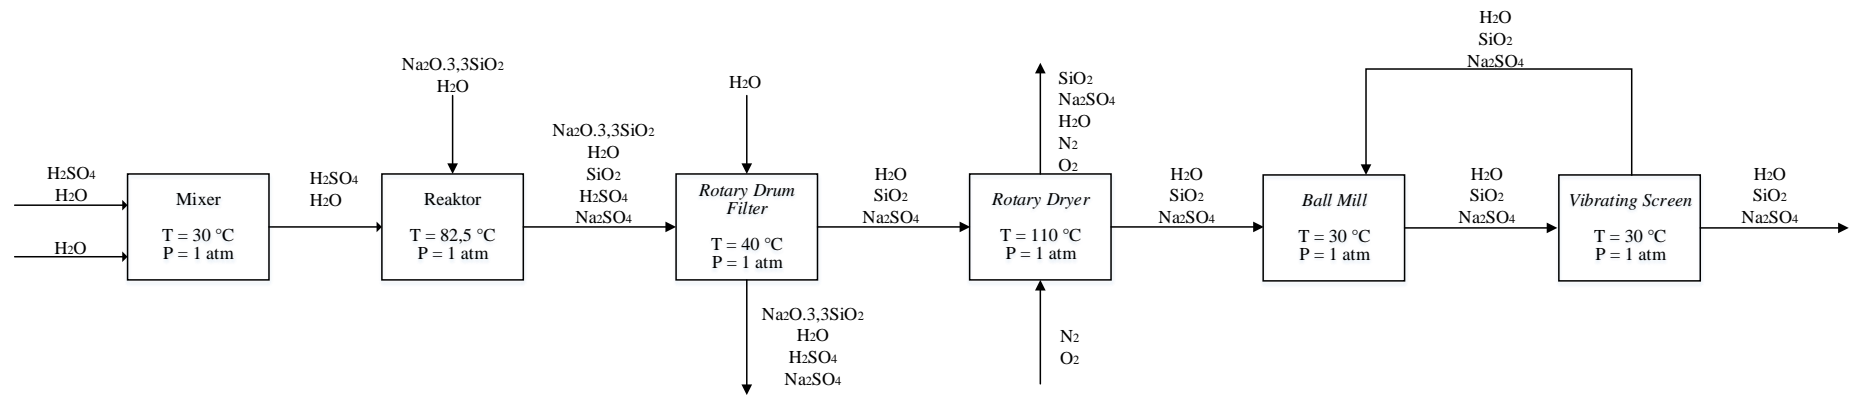 H2SO4
H2O
H2O
Mixer
T = 30 °C
P = 1 atm
H2SO4
H2O
Na2O.3,3SiO2
H2O
Reaktor
T = 82,5 °C
P = 1 atm
Na2O.3,3SiO2
H2O
SiO2
H2SO4
Na2SO4
H2O
Rotary Drum
Filter
T = 40 °C
P = 1 atm
Na2O.3,3SiO2
H2O
H2SO4
Na2SO4
H2O
SiO2
Na2SO4
SiO2
Na2SO4
H2O
N2
O2
Rotary Dryer
T = 110 °C
P = 1 atm
N2
O2
H2O
SiO2
Na2SO4
Ball Mill
T = 30 °C
P = 1 atm
H2O
SiO2
Na2SO4
H2O
SiO2
Na2SO4
Vibrating Screen
T = 30 °C
P = 1 atm
H2O
SiO2
Na2SO4